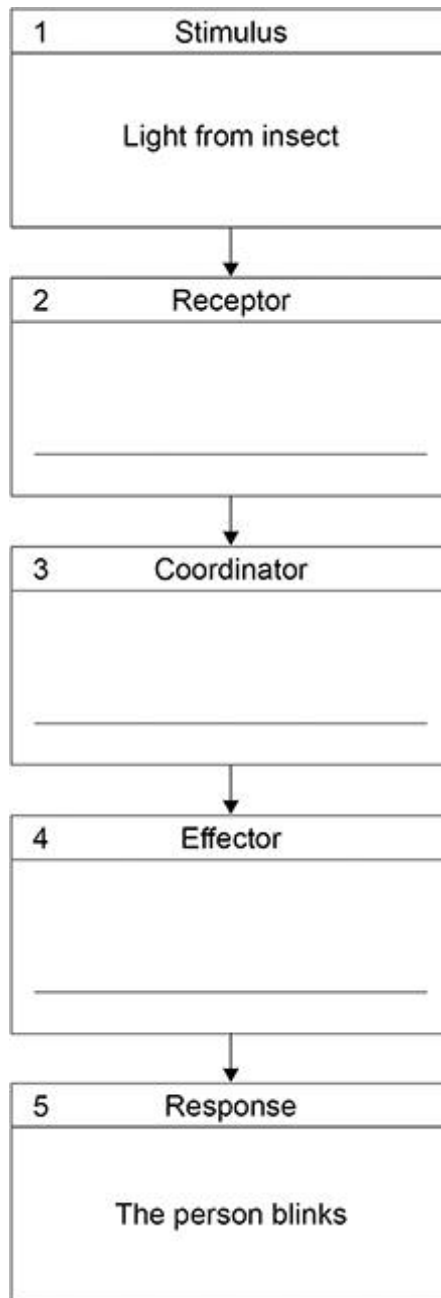 1 Stimulus
Light from insect
2 Receptor
3 Coordinator
4 Effector
5 Response
The person blinks